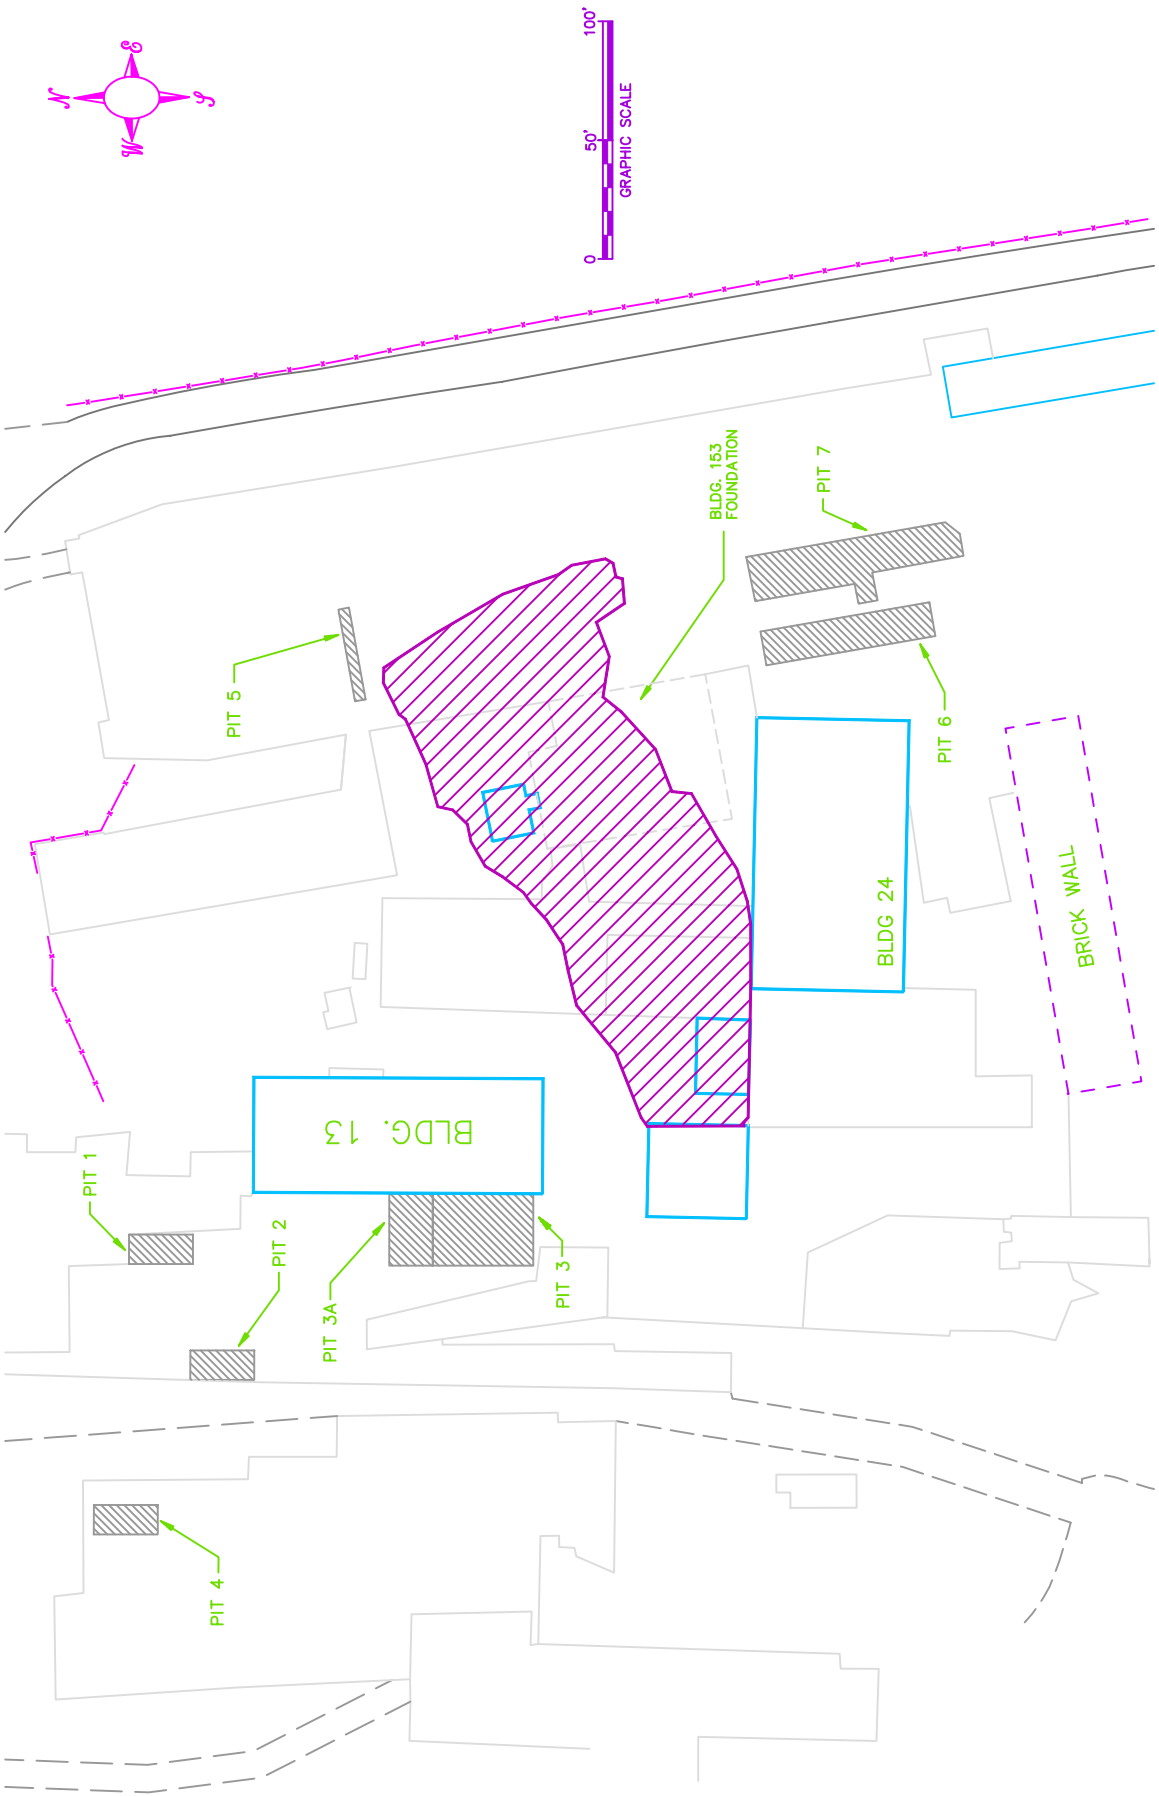 N
W
E
S
0
50'
100'
GRAPHIC SCALE
BLDG. 153
FOUNDATION
PIT 7
PIT 5
PIT 6
BLDG 24
BRICK WALL
BLDG. 13
PIT 1
PIT 2
PIT 3A
PIT 3
PIT 4